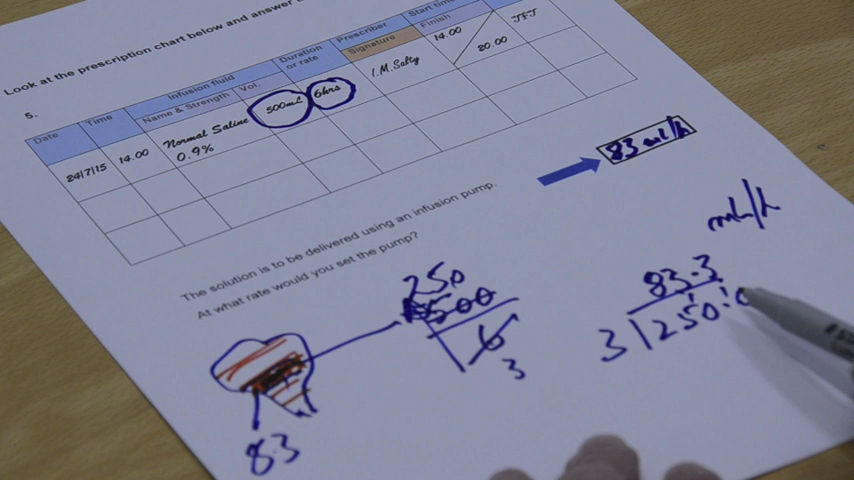 Look at the prescription chart below and answer
5.
Date Time Infusion fluid Duration or rate Prescriber Signature Start time Finish
Name & Strength Vol.
24/7/15 14.00 Normal Saline 0.9% 500mL 6hrs I.M. Salty 14.00 20.00
83 ml/h
mL/h
The solution is to be delivered using an infusion pump.
At what rate would you set the pump?
250
500
6
3
83.3
3 250.0
83